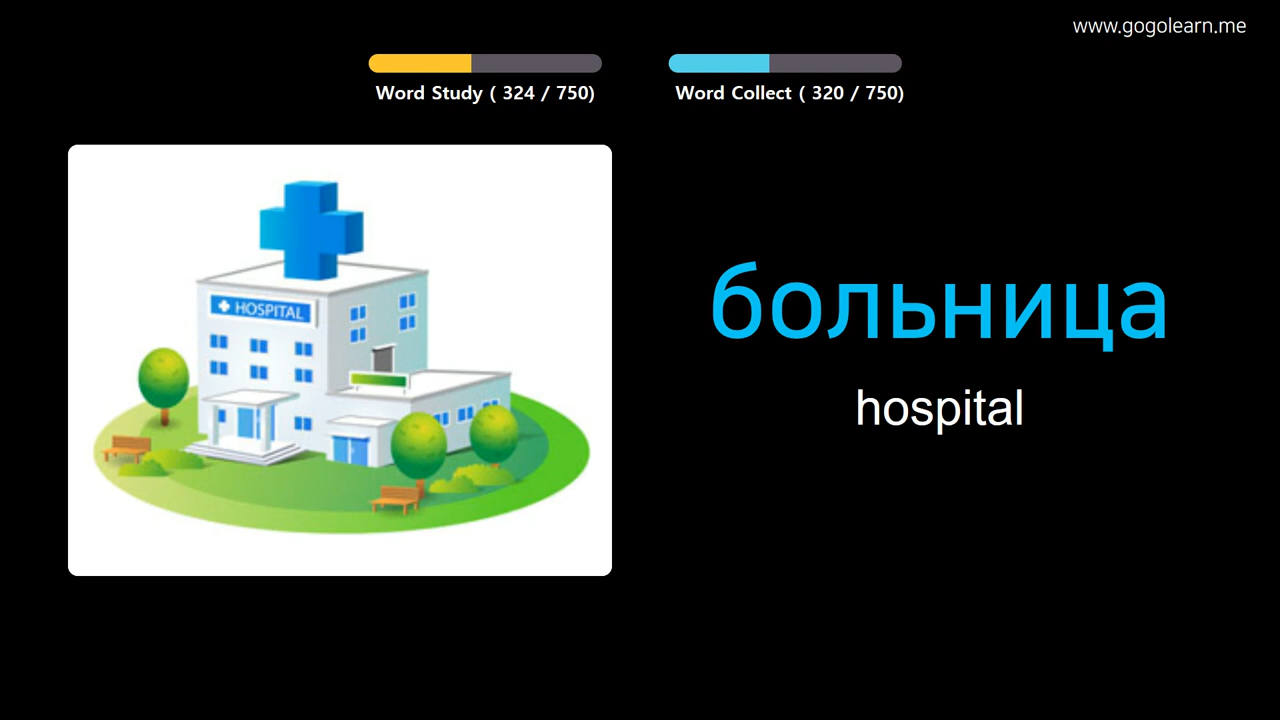 www.gogolearn.me
Word Study ( 324 / 750)
Word Collect ( 320 / 750)
HOSPITAL
больница
hospital